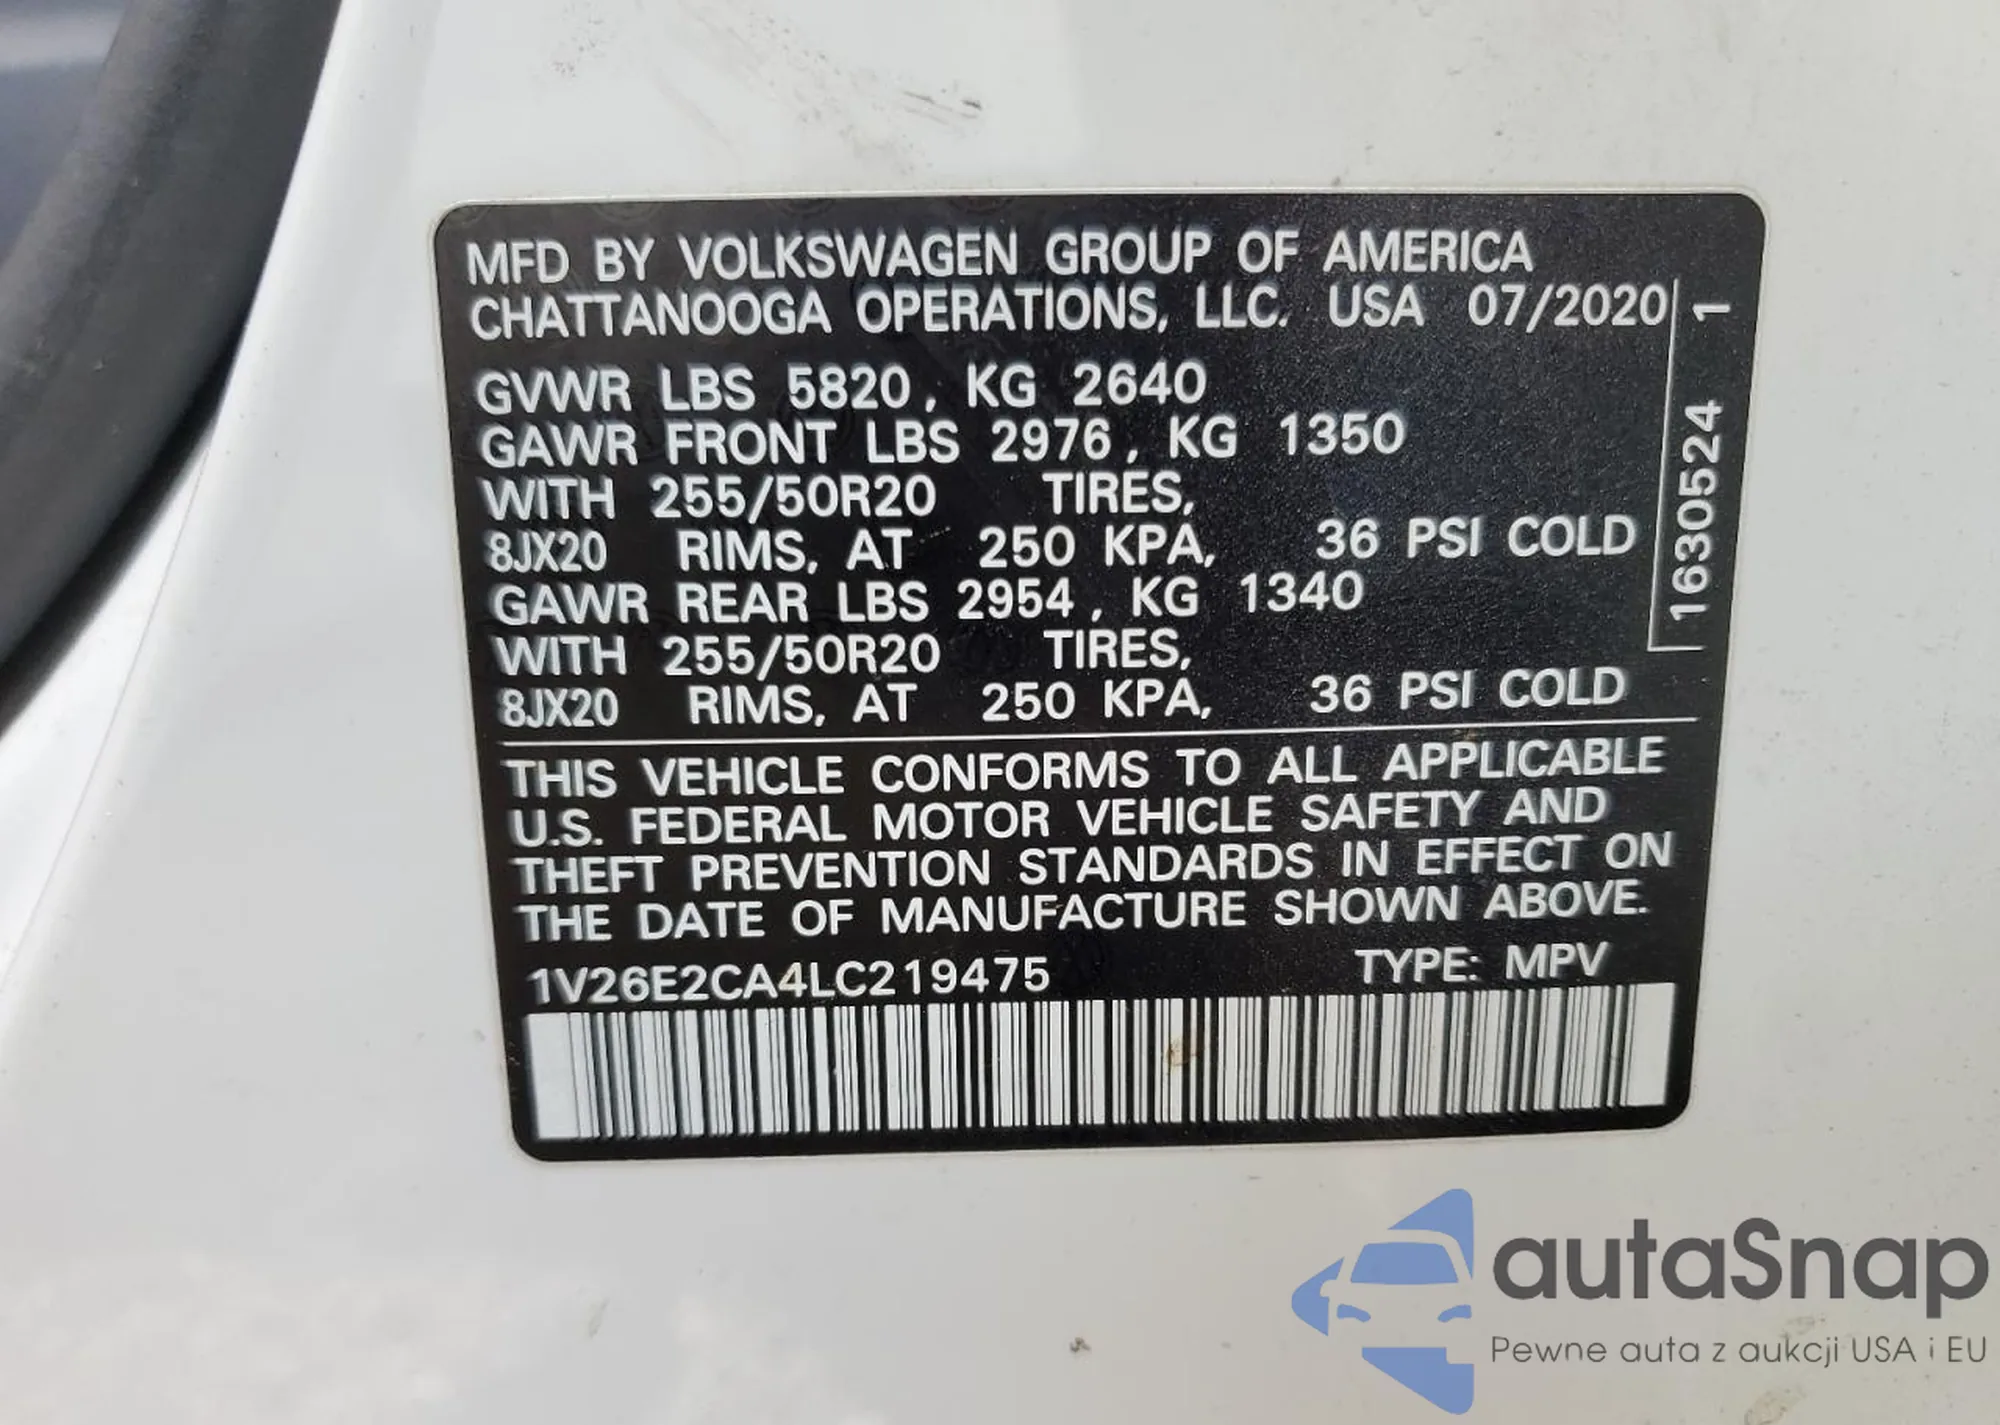 MFD BY VOLKSWAGEN GROUP OF AMERICA
CHATTANOOGA OPERATIONS, LLC. USA 07/2020
GVWR LBS 5820, KG 2640
GAWR FRONT LBS 2976, KG 1350
WITH 255/50R20 TIRES,
8JX20 RIMS, AT 250 KPA, 36 PSI COLD
GAWR REAR LBS 2954, KG 1340
WITH 255/50R20 TIRES,
8JX20 RIMS, AT 250 KPA, 36 PSI COLD
1630524 1
THIS VEHICLE CONFORMS TO ALL APPLICABLE
U.S. FEDERAL MOTOR VEHICLE SAFETY AND
THEFT PREVENTION STANDARDS IN EFFECT ON
THE DATE OF MANUFACTURE SHOWN ABOVE.
1V26E2CA4LC219475 TYPE: MPV
autaSnap
Pewne auta z aukcji USA i EU